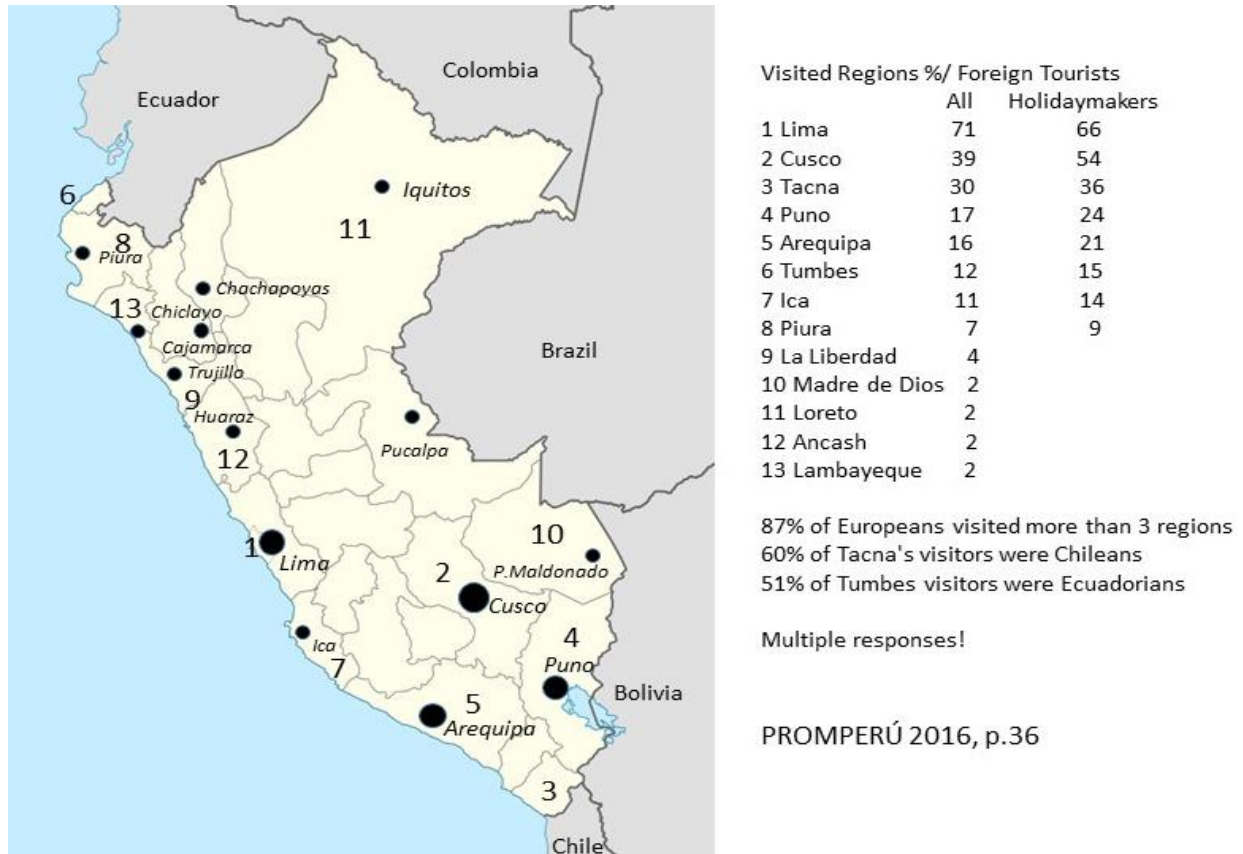 Colombia
Ecuador
6
Iquitos
11
8
Piura
Chachapoyas
13
Chiclayo
Cajamarca
Trujillo
9
Huaraz
12
Brazil
Pucalpa
10
P.Maldonado
1
Lima
2
Cusco
4
Puno
Ica
7
5
Arequipa
Bolivia
3
Chile
Visited Regions %/ Foreign Tourists
All Holidaymakers
1 Lima 71 66
2 Cusco 39 54
3 Tacna 30 36
4 Puno 17 24
5 Arequipa 16 21
6 Tumbes 12 15
7 Ica 11 14
8 Piura 7 9
9 La Liberdad 4
10 Madre de Dios 2
11 Loreto 2
12 Ancash 2
13 Lambayeque 2
87% of Europeans visited more than 3 regions
60% of Tacna's visitors were Chileans
51% of Tumbes visitors were Ecuadorians
Multiple responses!
PROMPERÚ 2016, p.36